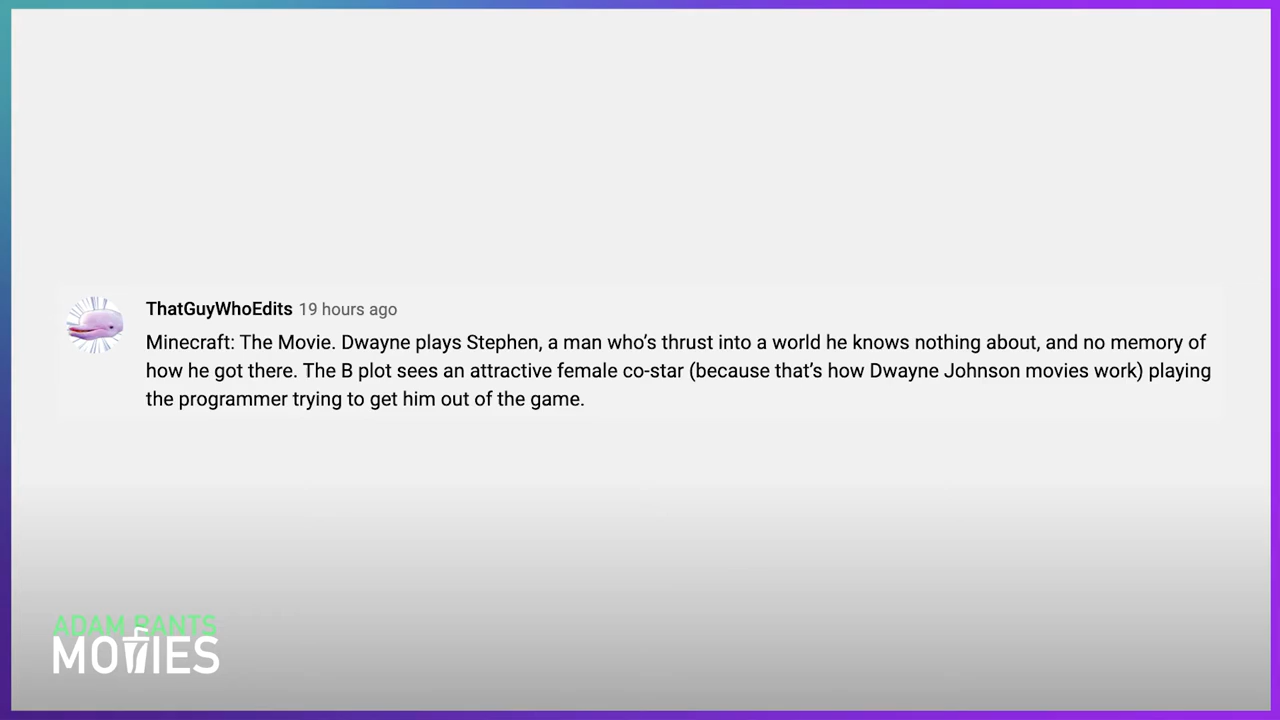 ThatGuyWhoEdits 19 hours ago
Minecraft: The Movie. Dwayne plays Stephen, a man who’s thrust into a world he knows nothing about, and no memory of
how he got there. The B plot sees an attractive female co-star (because that’s how Dwayne Johnson movies work) playing
the programmer trying to get him out of the game.
ADAM RANTS
MOVIES